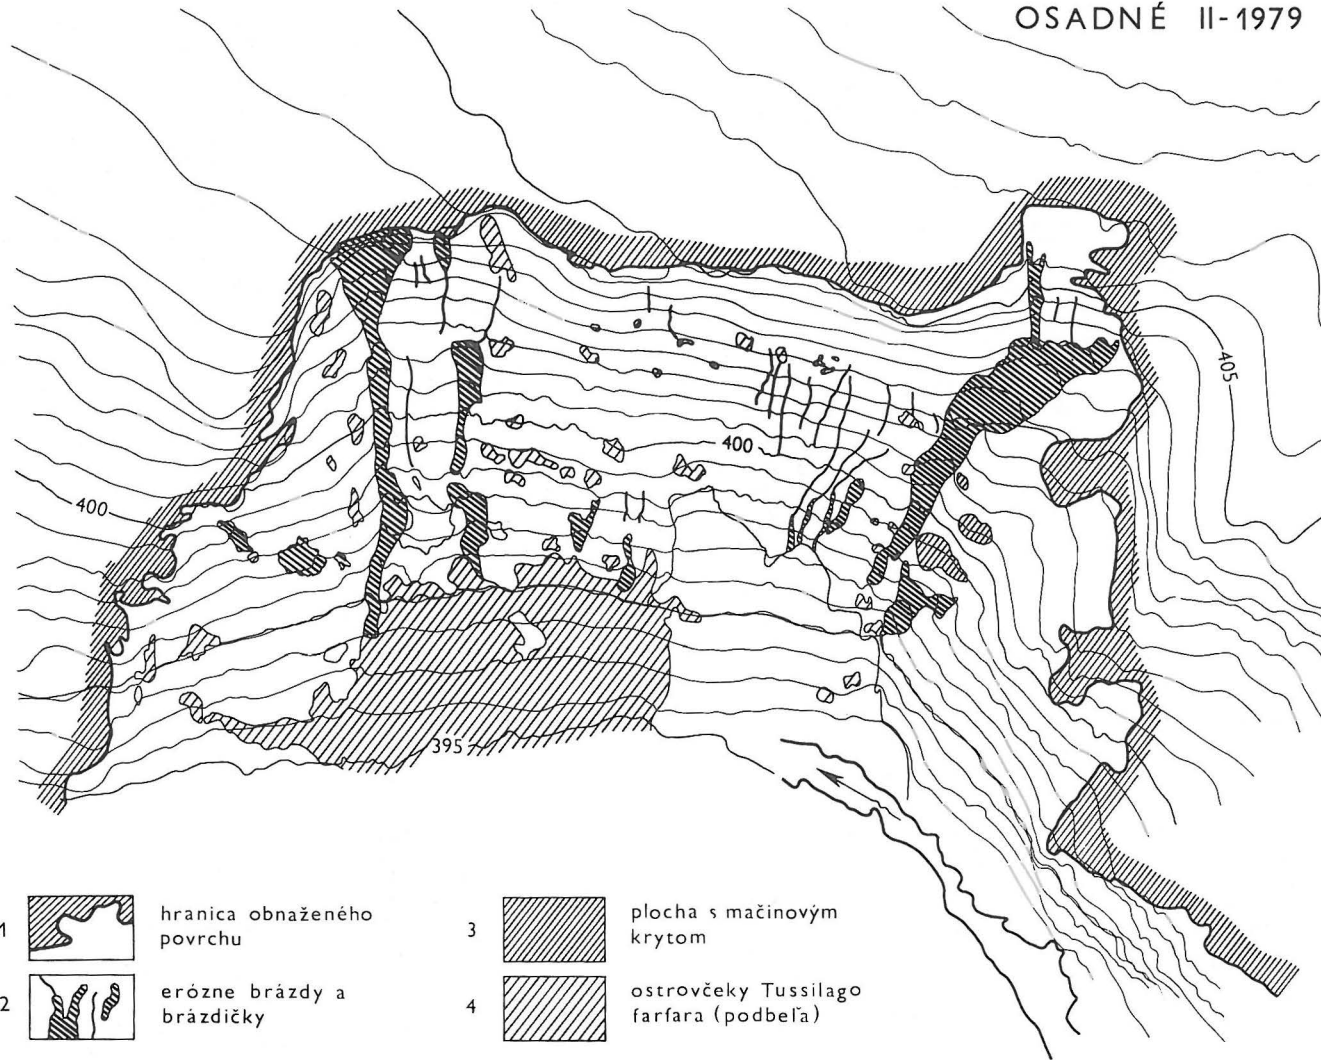 OSADNÉ II-1979
405
400
400
395
1
hranica obnaženého
povrchu
2
erózne brázdy a
brázdičky
3
plocha s mačinovým
krytom
4
ostrovčeky Tussilago
farfara (podbeľa)